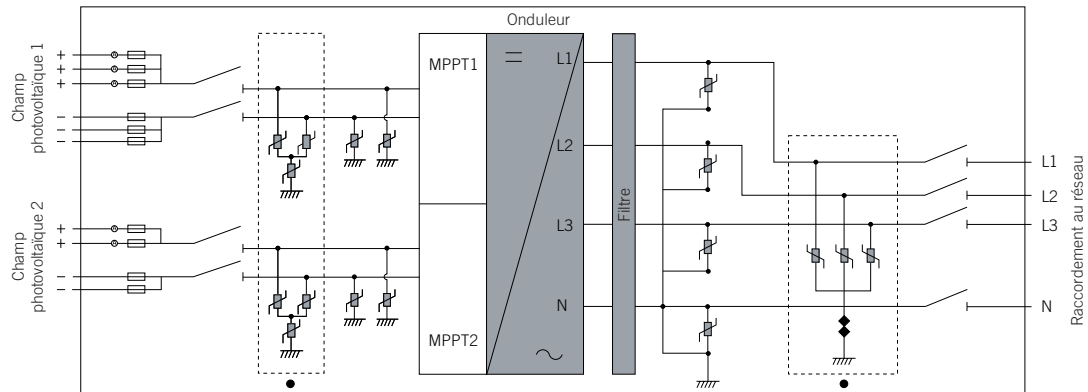 Onduleur
Champ
photovoltaïque 1
+
+
+
−
−
−
MPPT1
L1
L2
L1
L2
L3
Filtre
Raccordement au réseau
Champ
photovoltaïque 2
+
+
−
−
L3
N
N
MPPT2